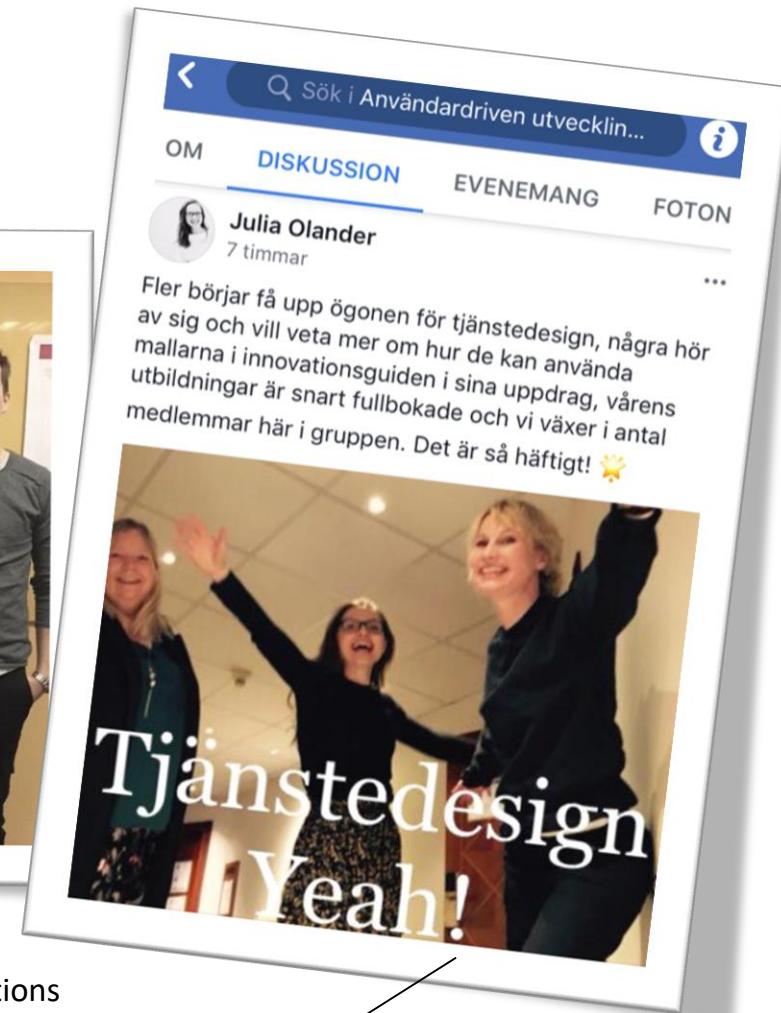 Sök i Användardriven utvecklin...
OM DISKUSSION EVENEMANG FOTON
Julia Olander
7 timmar
Fler börjar få upp ögonen för tjänstedesign, några hör
av sig och vill veta mer om hur de kan använda
mallarna i innovationsguiden i sina uppdrag, vårens
utbildningar är snart fullbokade och vi växer i antal
medlemmar här i gruppen. Det är så häftigt! 🌟
Tjänstedesign
Yeah!
tions